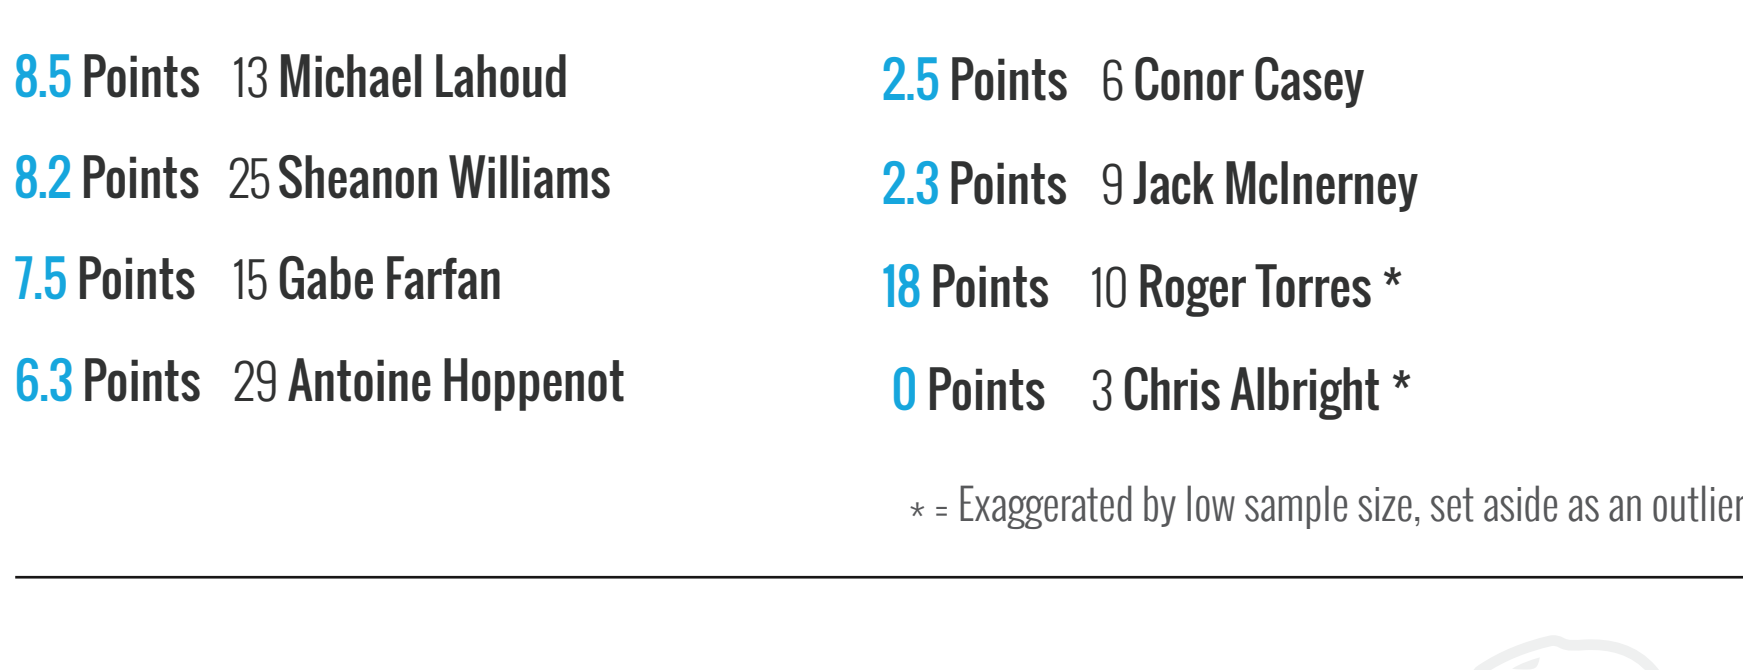 8.5 Points 13 Michael Lahoud
8.2 Points 25 Sheanon Williams
7.5 Points 15 Gabe Farfan
6.3 Points 29 Antoine Hoppenot
2.5 Points 6 Conor Casey
2.3 Points 9 Jack McInerney
18 Points 10 Roger Torres *
0 Points 3 Chris Albright *
* = Exaggerated by low sample size, set aside as an outlier